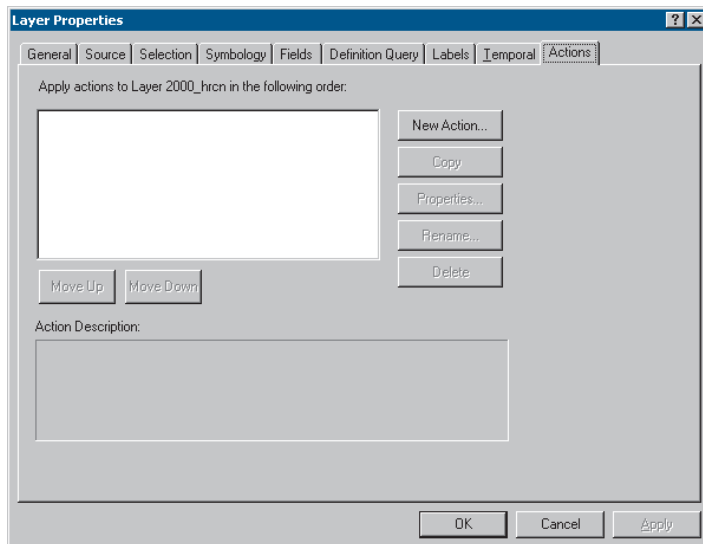 Layer Properties
General Source Selection Symbology Fields Definition Query Labels Temporal Actions
Apply actions to Layer 2000_hrcn in the following order:
New Action...
Copy
Properties...
Rename...
Delete
Move Up Move Down
Action Description:
OK Cancel Apply